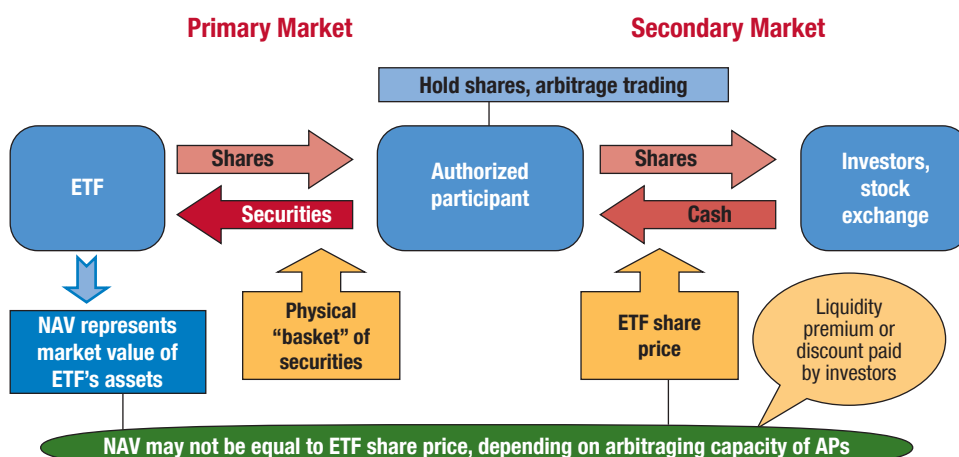 Primary Market
Secondary Market
Hold shares, arbitrage trading
ETF
Shares
Securities
Authorized
participant
Shares
Cash
Investors,
stock
exchange
NAV represents
market value of
ETF’s assets
Physical
“basket” of
securities
ETF share
price
Liquidity
premium or
discount paid
by investors
NAV may not be equal to ETF share price, depending on arbitraging capacity of APs